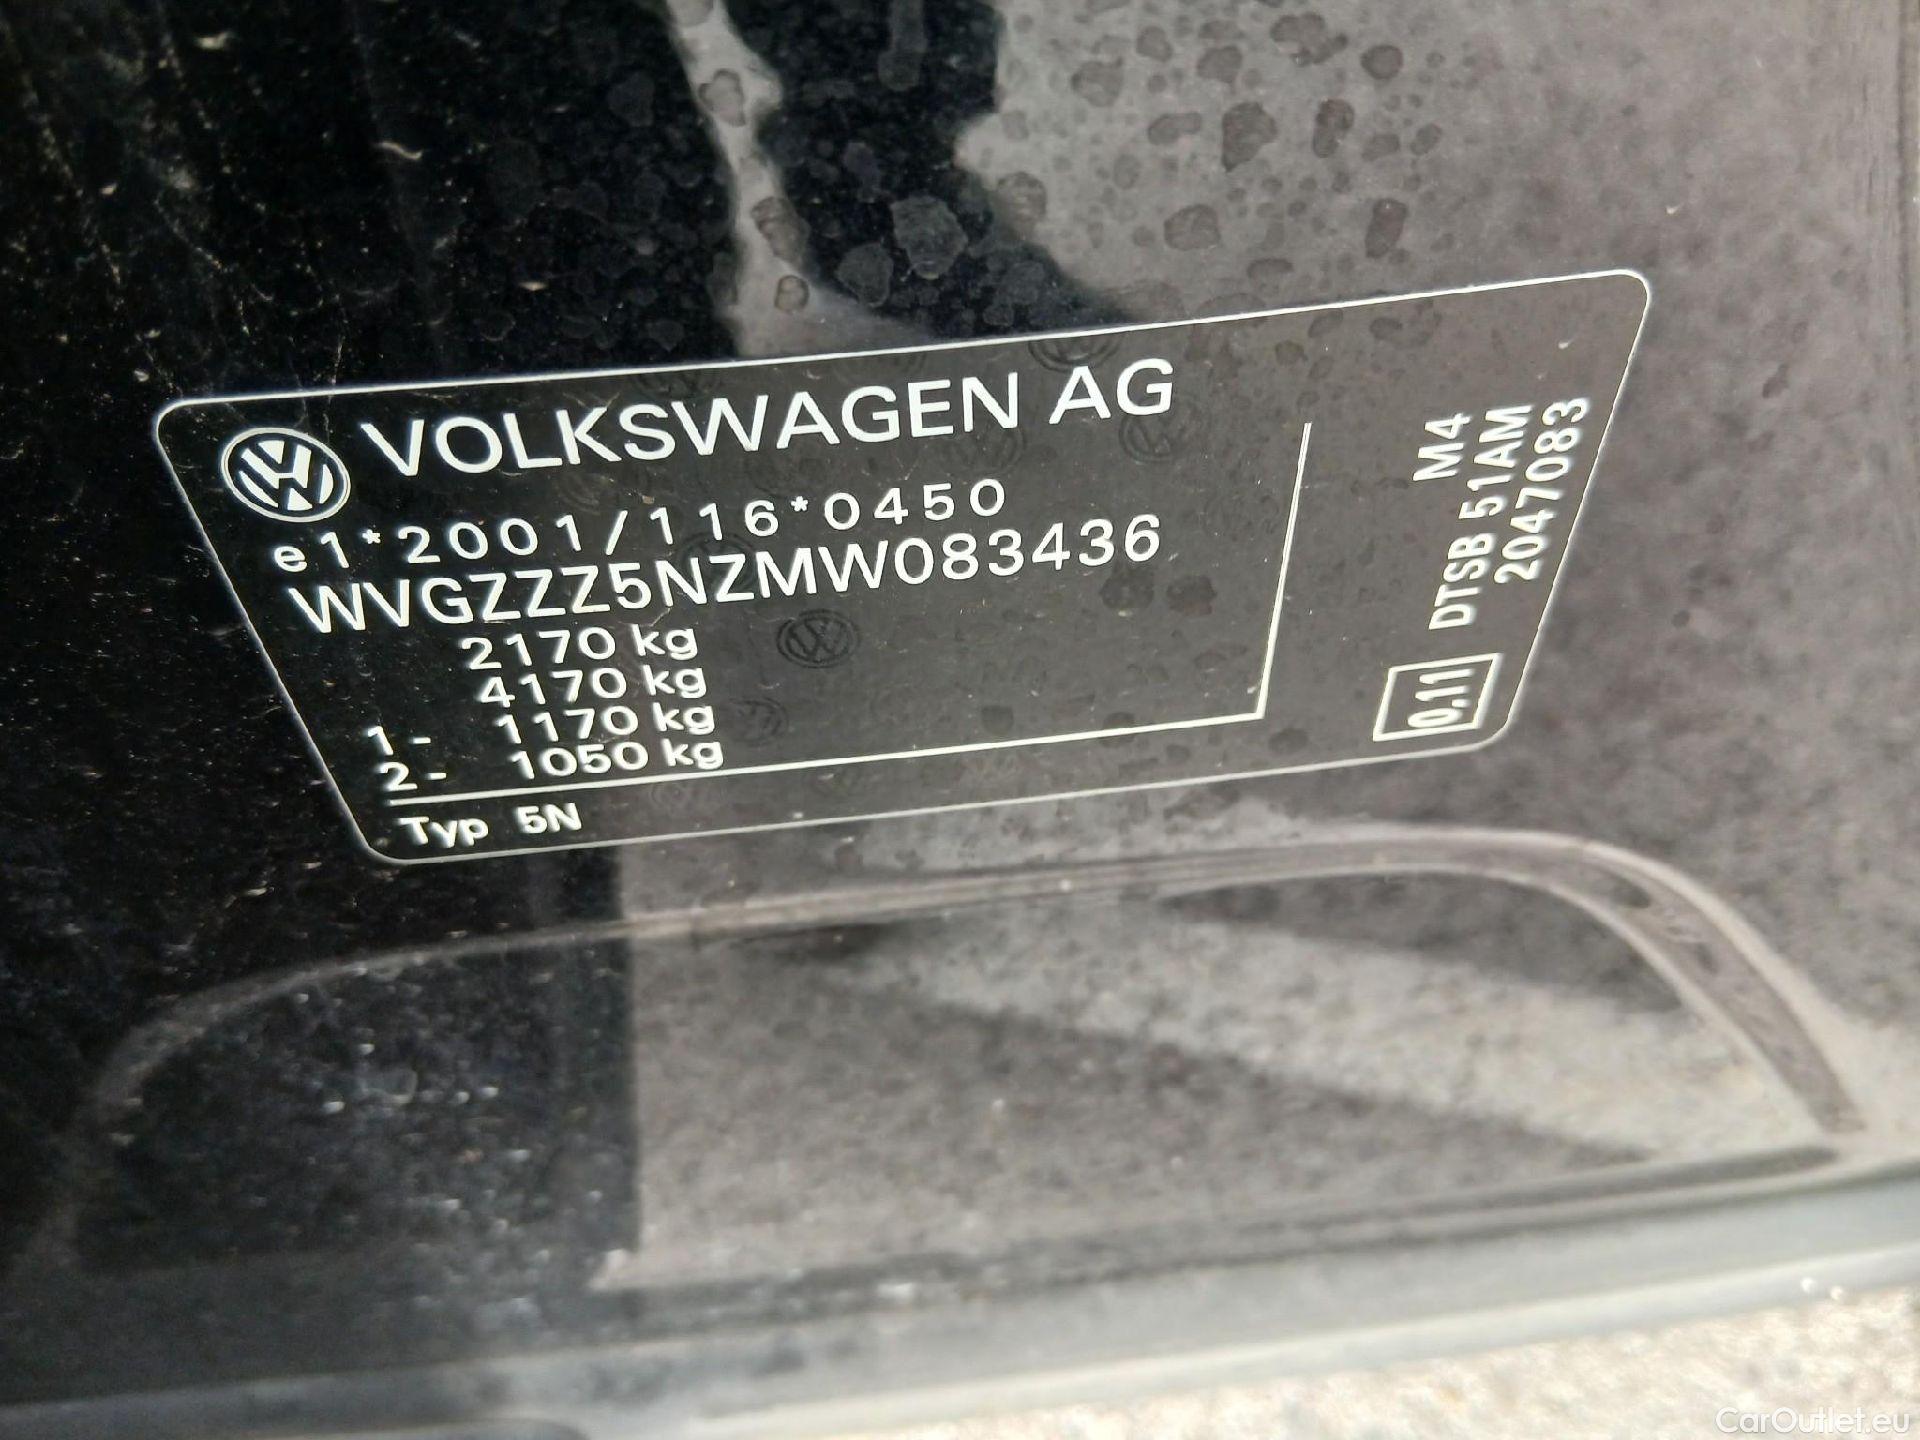 VOLKSWAGEN AG
e1*2001/116*0450
WVGZZZ5NZMW083436
2170 kg
4170 kg
1- 1170 kg
2- 1050 kg
Typ 5N
M4
DTSB 51AM
2047083
0,11
CarOutlet.eu